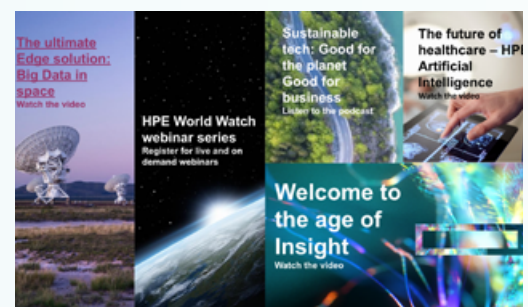 The ultimate
Edge solution:
Big Data in
space
Watch the video
HPE World Watch
webinar series
Register for live and on
demand webinars
Sustainable
tech: Good for
the planet
Good for
business
Listen to the podcast
The future of
healthcare – HPE
Artificial
Intelligence
Watch the video
Welcome to
the age of
Insight
Watch the video